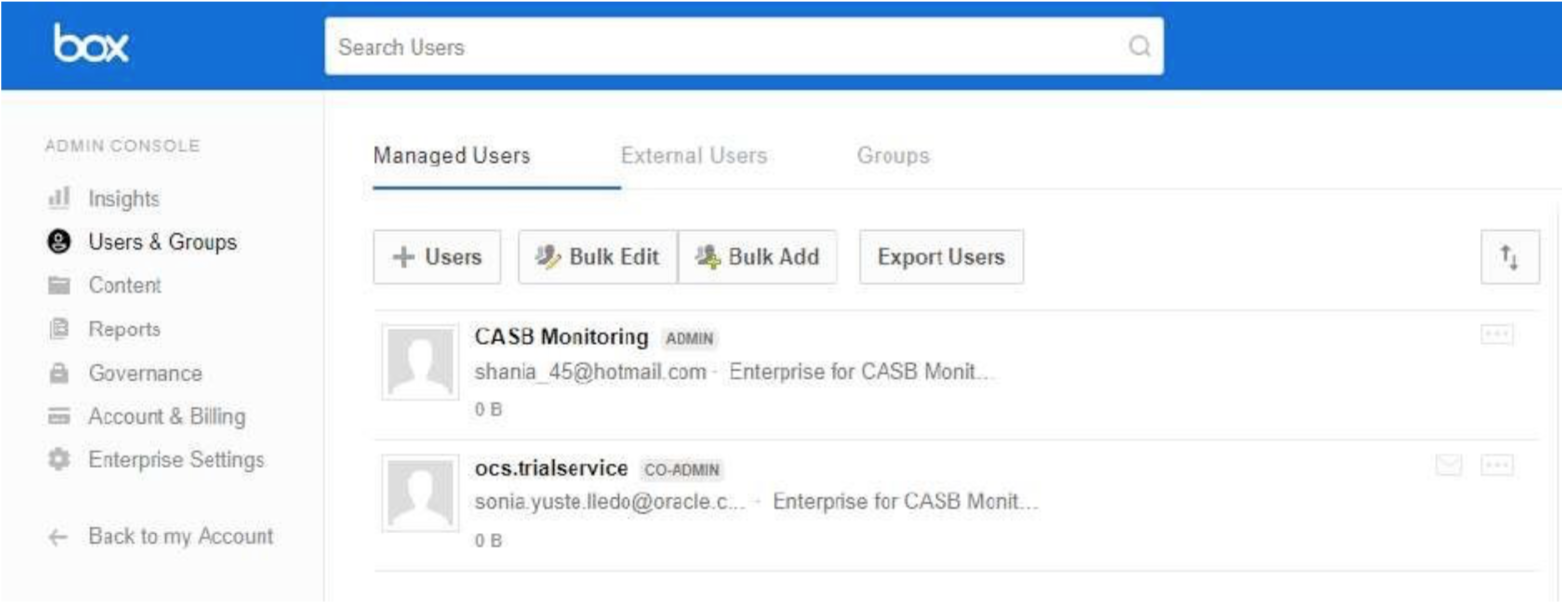 box
Search Users
ADMIN CONSOLE
Insights
Users & Groups
Content
Reports
Governance
Account & Billing
Enterprise Settings
Back to my Account
Managed Users External Users Groups
+ Users Bulk Edit Bulk Add Export Users
CASB Monitoring ADMIN
shania_45@hotmail.com · Enterprise for CASB Monit...
0 B
ocs.trialservice CO-ADMIN
sonia.yuste.lledo@oracle.c... · Enterprise for CASB Monit...
0 B